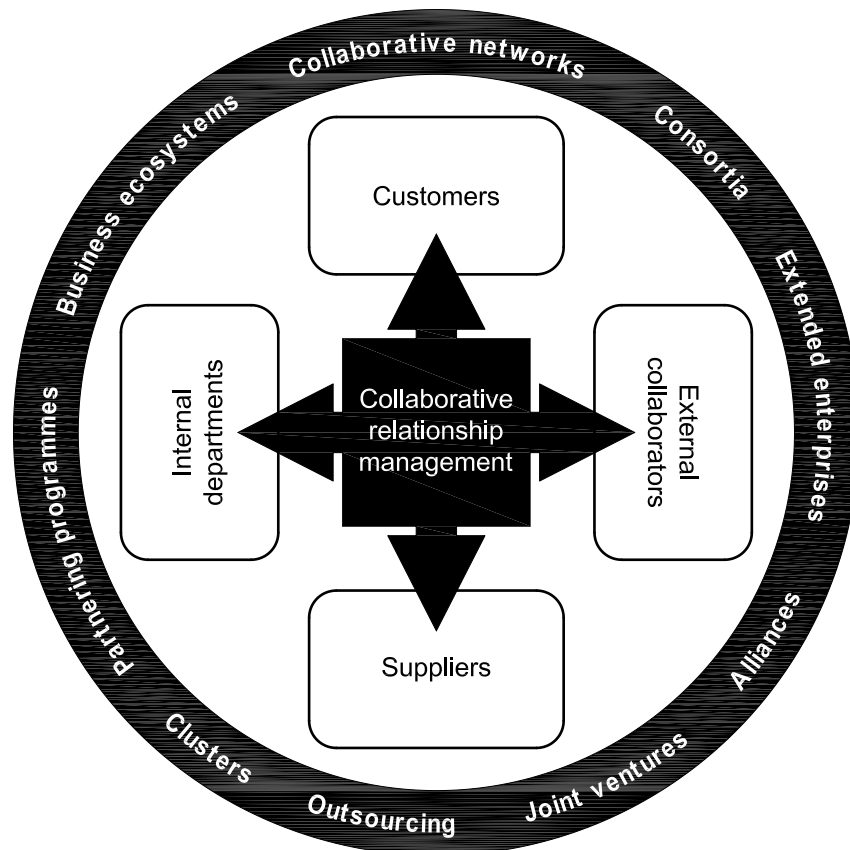 Collaborative networks
Consortia
Extended enterprises
Alliances
Joint ventures
Outsourcing
Clusters
Partnering programmes
Business ecosystems
Customers
Internal
departments
Collaborative
relationship
management
External
collaborators
Suppliers